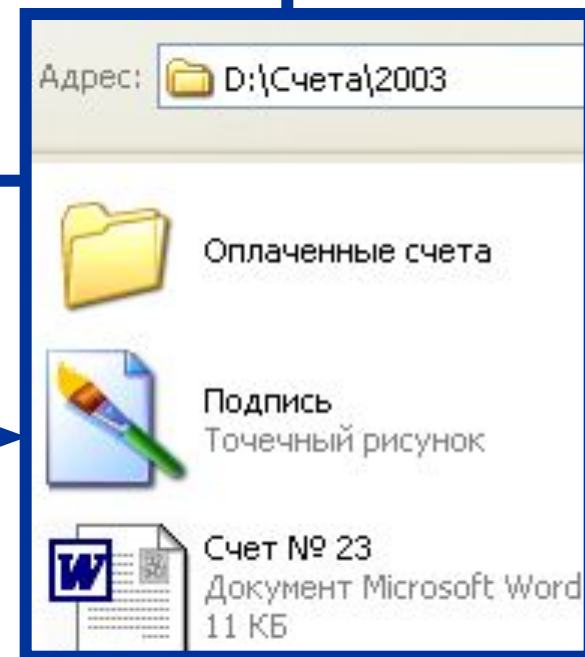 Адрес: D:\Счета\2003
Оплаченные счета
Подпись
Точечный рисунок
W
Счет № 23
Документ Microsoft Word
11 КБ